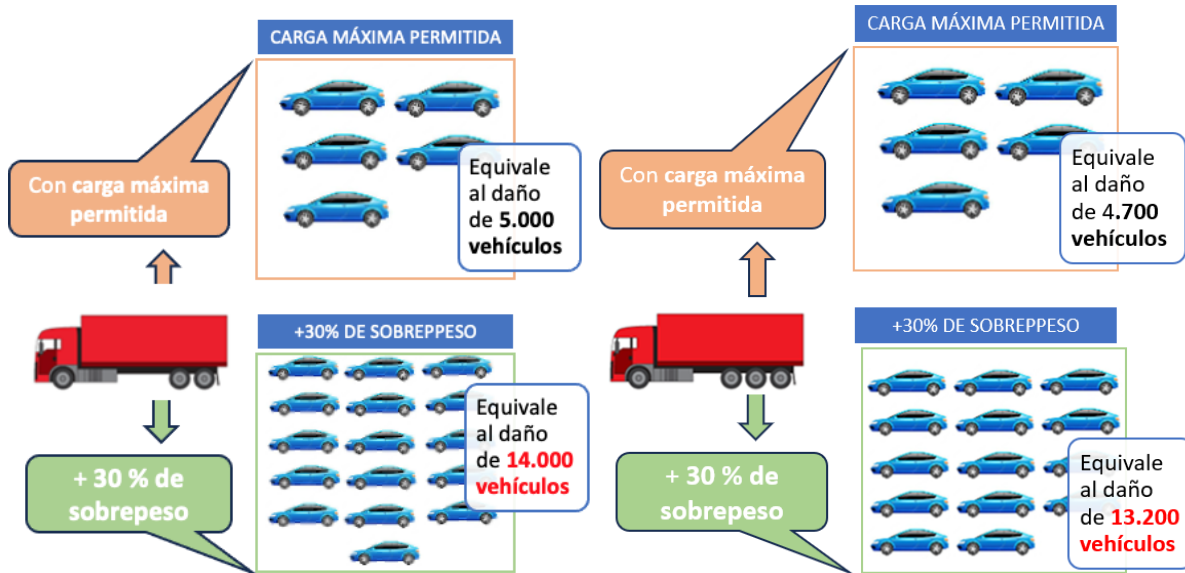 CARGA MÁXIMA PERMITIDA
Con carga máxima
permitida
Equivale
al daño
de 5.000
vehículos
+30% DE SOBREPPESO
+ 30 % de
sobrepeso
Equivale
al daño
de 14.000
vehículos
CARGA MÁXIMA PERMITIDA
Con carga máxima
permitida
Equivale
al daño
de 4.700
vehículos
+30% DE SOBREPPESO
+ 30 % de
sobrepeso
Equivale
al daño
de 13.200
vehículos